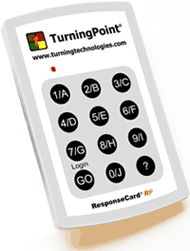 TurningPoint®
www.turningtechnologies.com
1/A 2/B 3/C
4/D 5/E 6/F
7/G 8/H 9/I
Login
GO 0/J ?
ResponseCard® RF